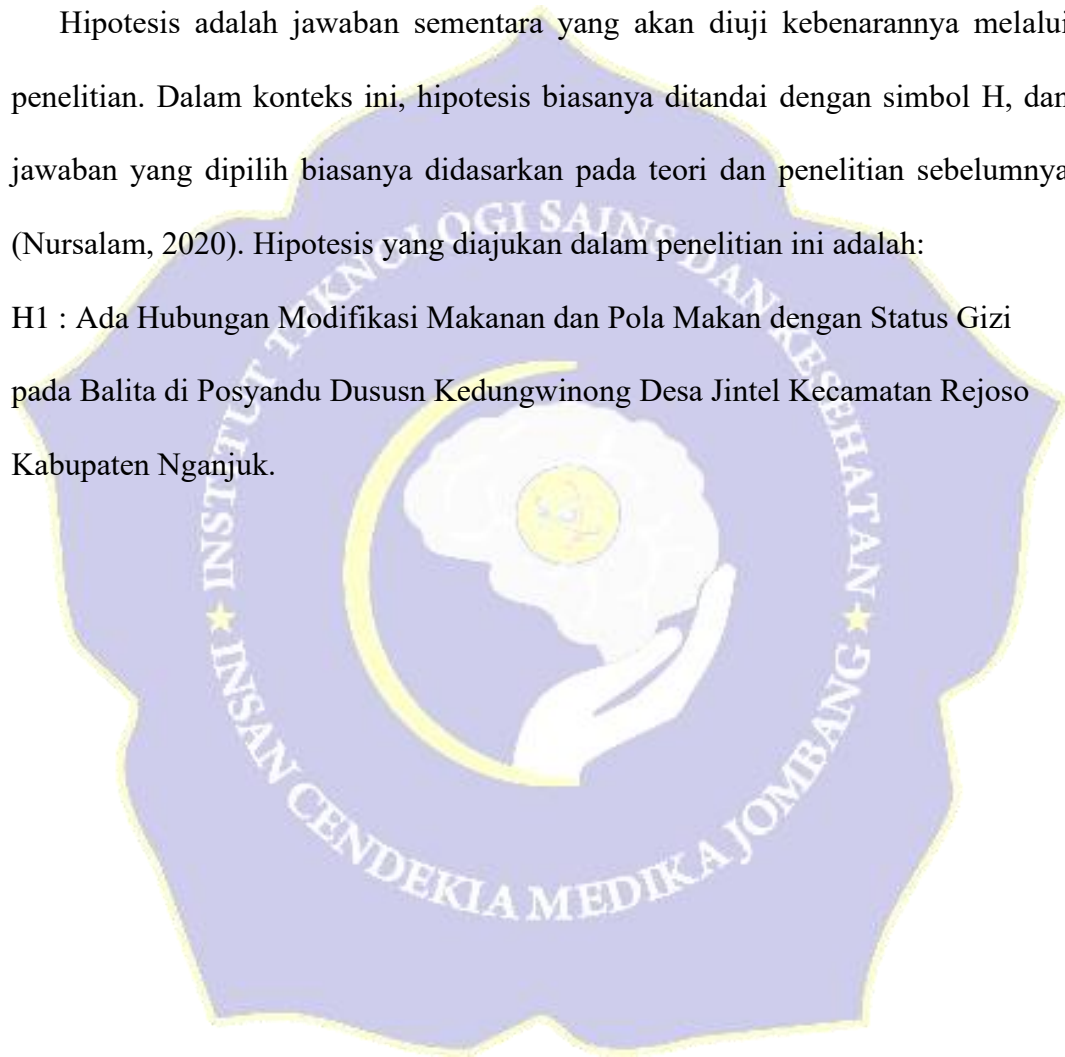 Hipotesis adalah jawaban sementara yang akan diuji kebenarannya melalui
penelitian. Dalam konteks ini, hipotesis biasanya ditandai dengan simbol H, dan
jawaban yang dipilih biasanya didasarkan pada teori dan penelitian sebelumnya
(Nursalam, 2020). Hipotesis yang diajukan dalam penelitian ini adalah:
H1 : Ada Hubungan Modifikasi Makanan dan Pola Makan dengan Status Gizi
pada Balita di Posyandu Dususn Kedungwinong Desa Jintel Kecamatan Rejoso
Kabupaten Nganjuk.
INSTITUT TEKNOLOGI SAINS DAN KESEHATAN
INSAN CENDEKIA MEDIKA JOMBANG